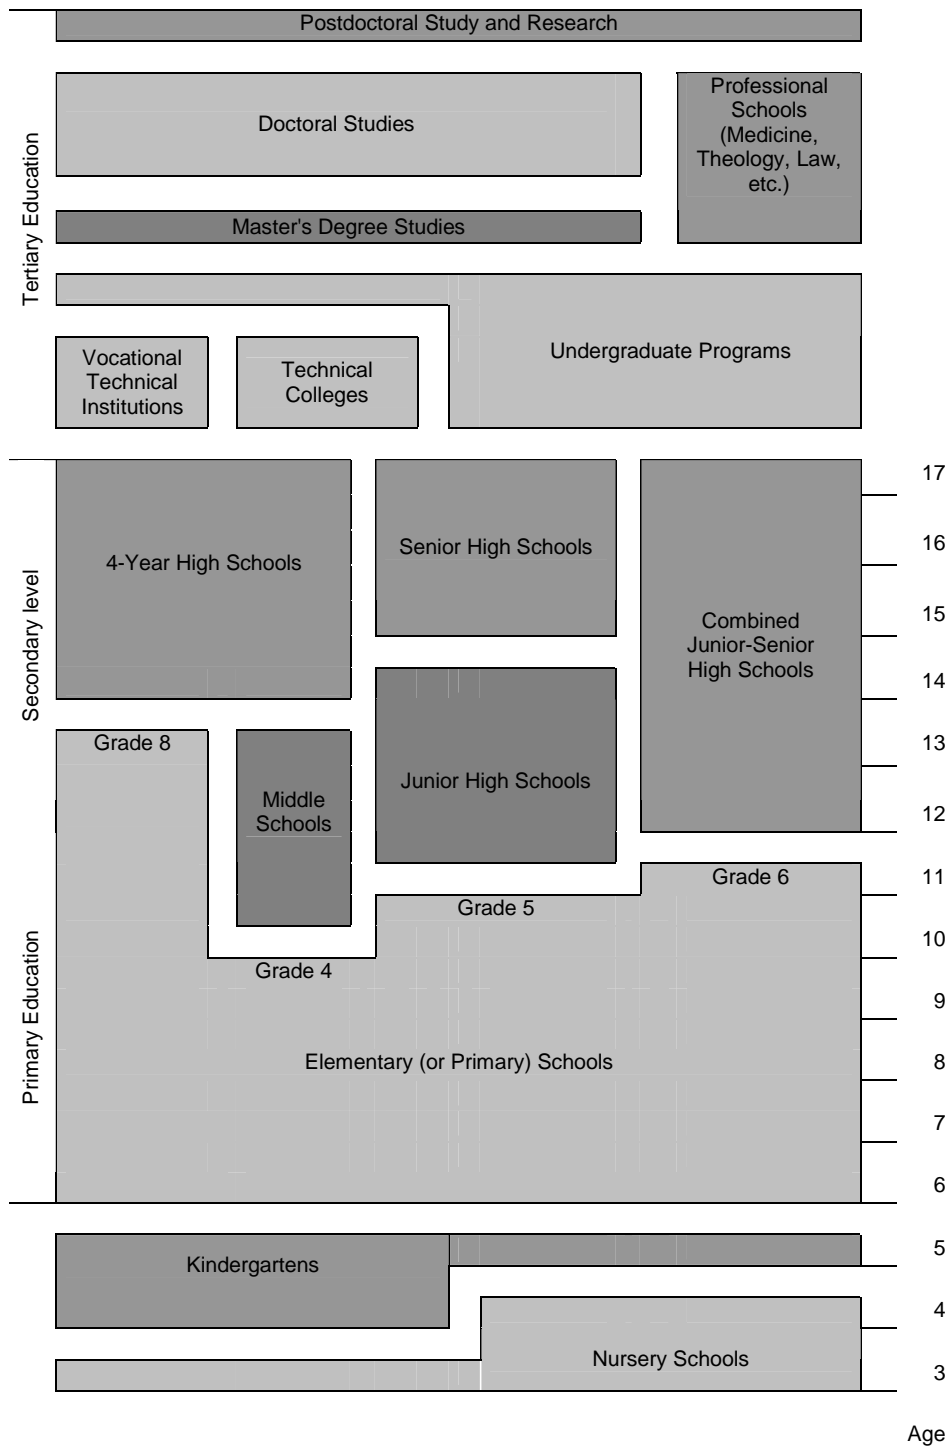 Postdoctoral Study and Research
Tertiary Education
Doctoral Studies
Professional
Schools
(Medicine,
Theology, Law,
etc.)
Master's Degree Studies
Undergraduate Programs
Vocational
Technical
Institutions
Technical
Colleges
Secondary level
4-Year High Schools
Senior High Schools
Combined
Junior-Senior
High Schools
17
16
15
14
13
12
Grade 8
Middle
Schools
Junior High Schools
Grade 6
11
Grade 5
10
Grade 4
Primary Education
9
Elementary (or Primary) Schools
8
7
6
Kindergartens
5
4
Nursery Schools
3
Age